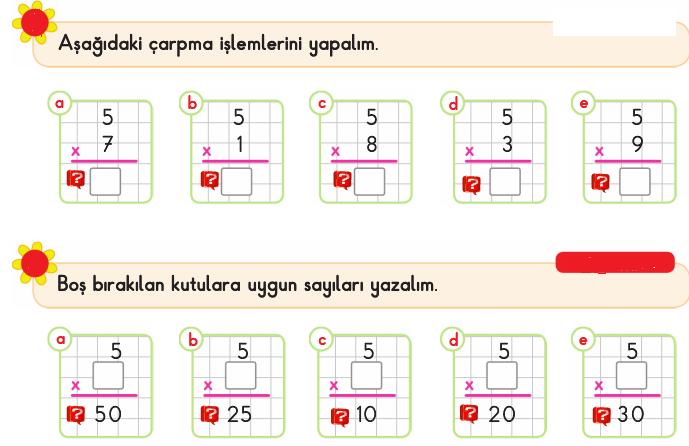 Aşağıdaki çarpma işlemlerini yapalım.
a b c d e
5 5 5 5 5
x 7 x 1 x 8 x 3 x 9
? ? ? ? ?
Boş bırakılan kutulara uygun sayıları yazalım.
a b c d e
5 5 5 5 5
x x x x x
? 50 ? 25 ? 10 ? 20 ? 30